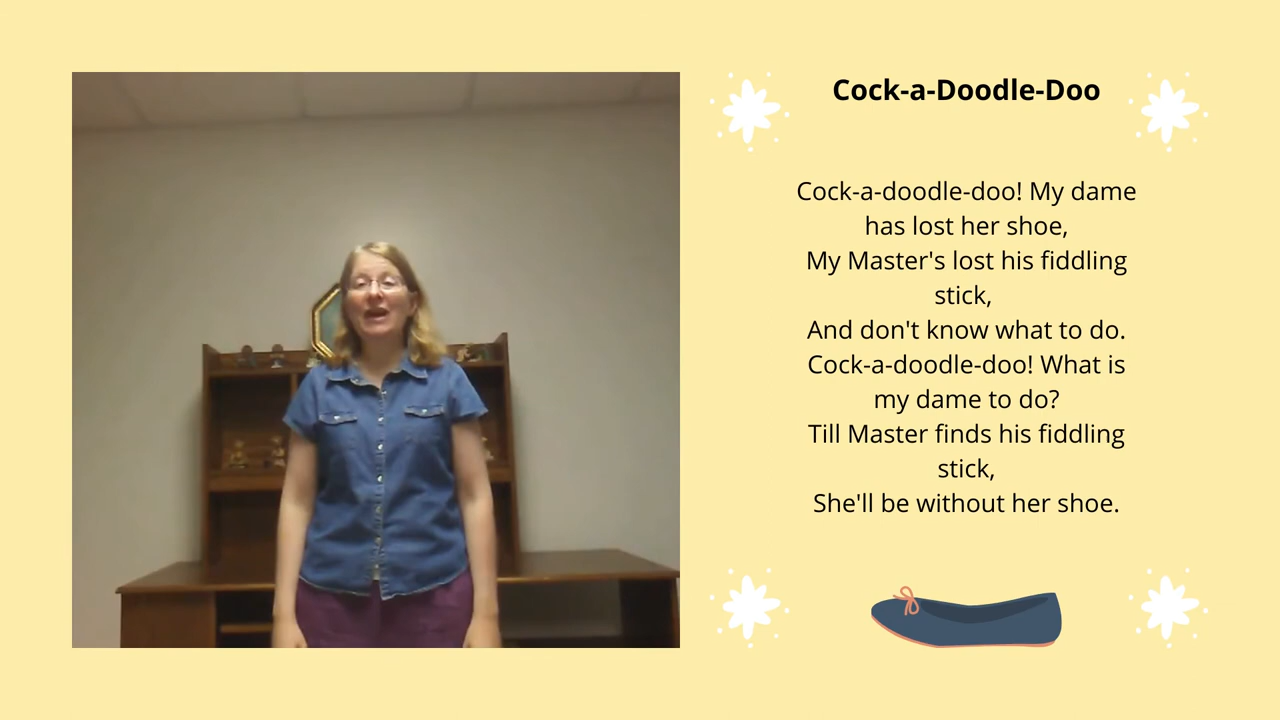 Cock-a-Doodle-Doo
Cock-a-doodle-doo! My dame
has lost her shoe,
My Master's lost his fiddling
stick,
And don't know what to do.
Cock-a-doodle-doo! What is
my dame to do?
Till Master finds his fiddling
stick,
She'll be without her shoe.